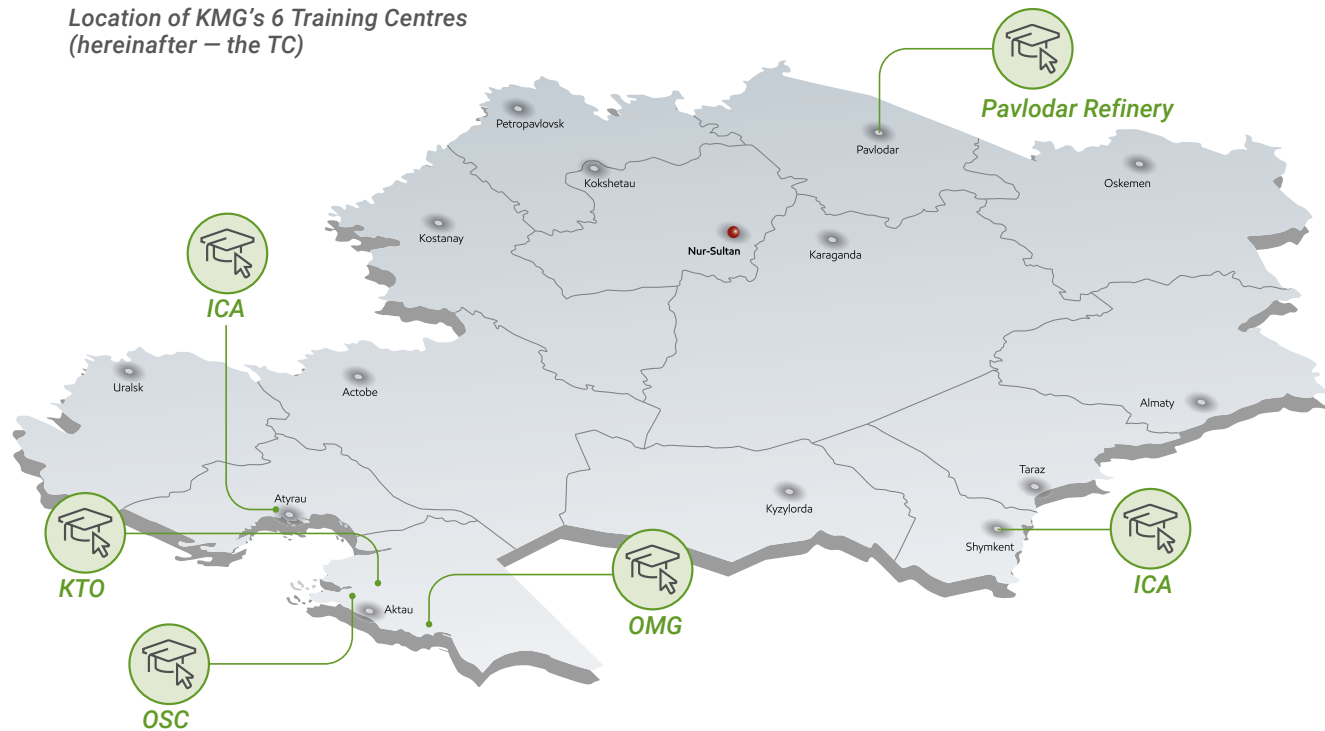 Location of KMG's 6 Training Centres
(hereinafter — the TC)
Pavlodar Refinery
Petropavlovsk
Pavlodar
Kokshetau
Oskemen
Kostanay
Nur-Sultan
Karaganda
ICA
Uralsk
Actobe
Almaty
Taraz
Atyrau
Kyzylorda
Shymkent
ICA
KTO
Aktau
OMG
OSC